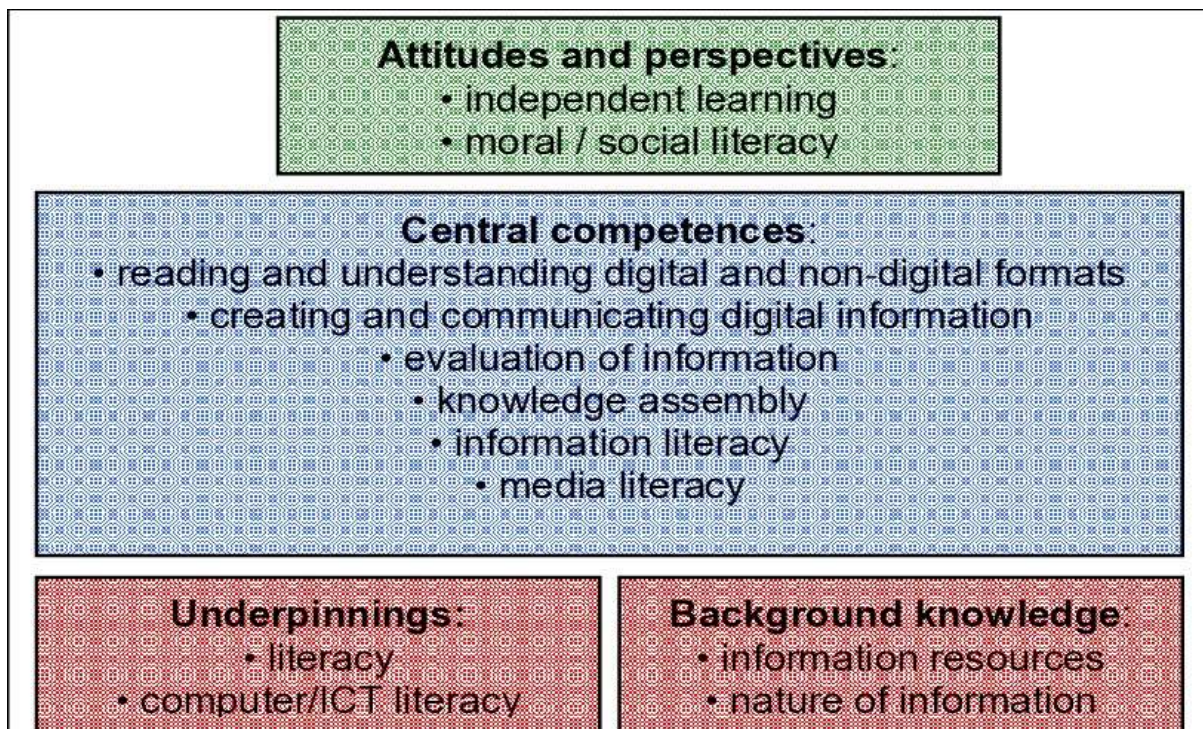 Attitudes and perspectives:
• independent learning
• moral / social literacy
Central competences:
• reading and understanding digital and non-digital formats
• creating and communicating digital information
• evaluation of information
• knowledge assembly
• information literacy
• media literacy
Underpinnings:
• literacy
• computer/ICT literacy
Background knowledge:
• information resources
• nature of information